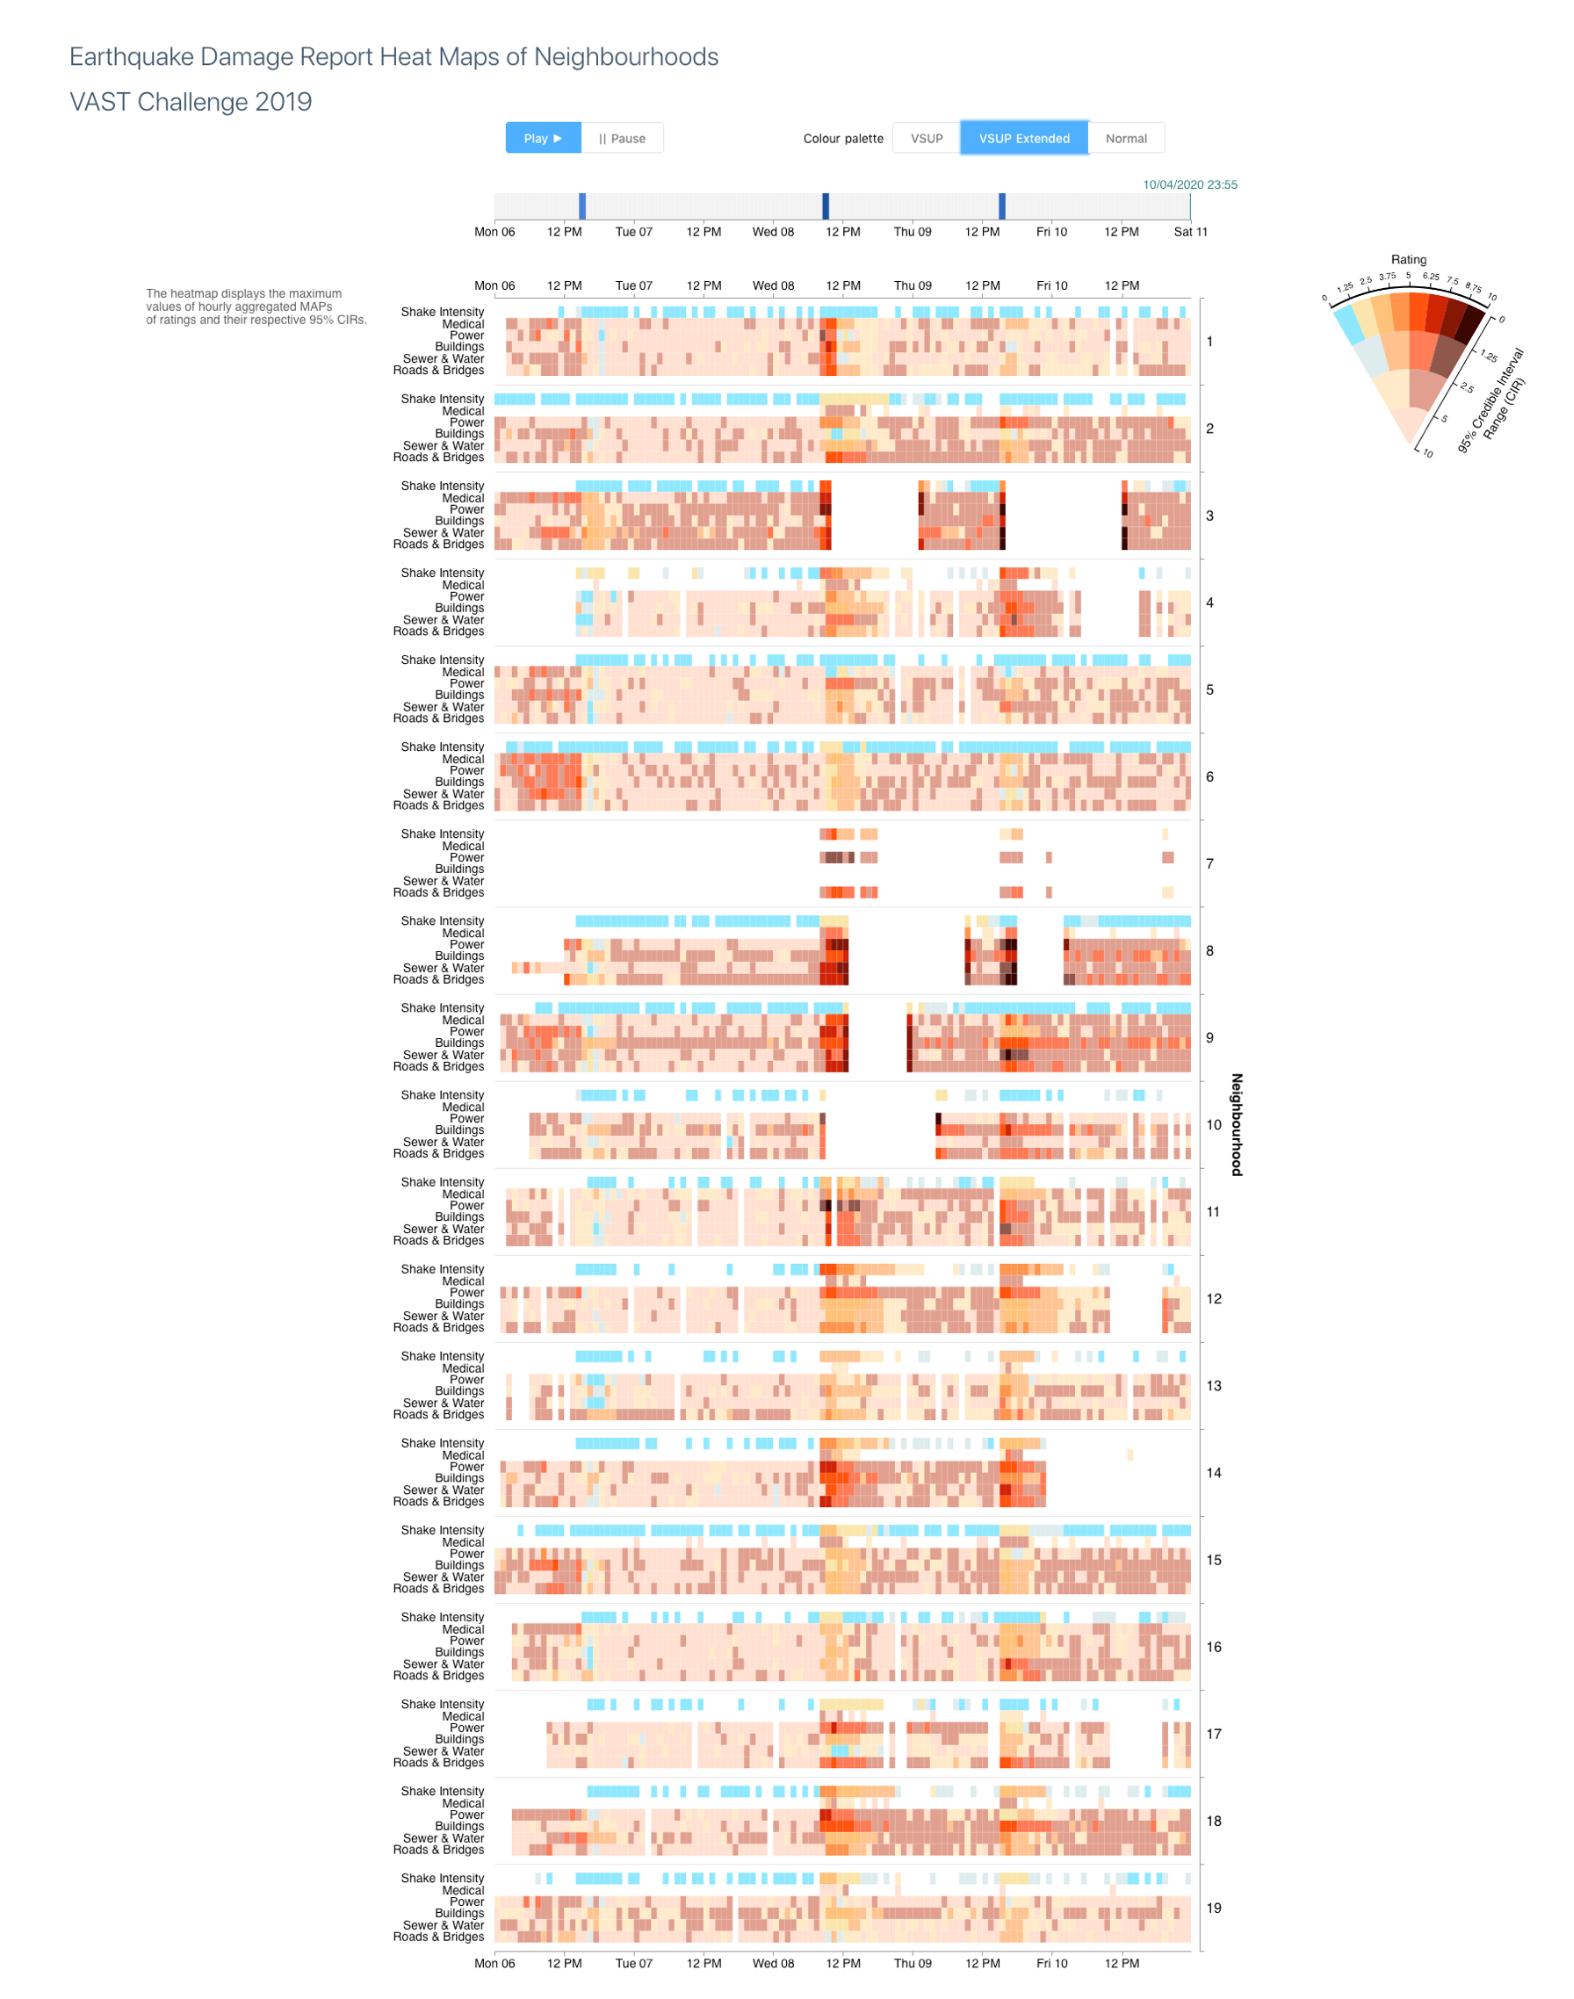 Earthquake Damage Report Heat Maps of Neighbourhoods
VAST Challenge 2019
Play ▶ || Pause Colour palette VSUP VSUP Extended Normal
10/04/2020 23:55
Mon 06 12 PM Tue 07 12 PM Wed 08 12 PM Thu 09 12 PM Fri 10 12 PM Sat 11
The heatmap displays the maximum
values of hourly aggregated MAPs
of ratings and their respective 95% CIRs.
Mon 06 12 PM Tue 07 12 PM Wed 08 12 PM Thu 09 12 PM Fri 10 12 PM
Rating
0 1.25 2.5 3.75 5 6.25 7.5 8.75 10
0 1.25 2.5 5 10
95% Credible Interval
Range (CIR)
Shake Intensity
Medical
Power
Buildings
Sewer & Water
Roads & Bridges
1
Shake Intensity
Medical
Power
Buildings
Sewer & Water
Roads & Bridges
2
Shake Intensity
Medical
Power
Buildings
Sewer & Water
Roads & Bridges
3
Shake Intensity
Medical
Power
Buildings
Sewer & Water
Roads & Bridges
4
Shake Intensity
Medical
Power
Buildings
Sewer & Water
Roads & Bridges
5
Shake Intensity
Medical
Power
Buildings
Sewer & Water
Roads & Bridges
6
Shake Intensity
Medical
Power
Buildings
Sewer & Water
Roads & Bridges
7
Shake Intensity
Medical
Power
Buildings
Sewer & Water
Roads & Bridges
8
Shake Intensity
Medical
Power
Buildings
Sewer & Water
Roads & Bridges
9
Neighbourhood
Shake Intensity
Medical
Power
Buildings
Sewer & Water
Roads & Bridges
10
Shake Intensity
Medical
Power
Buildings
Sewer & Water
Roads & Bridges
11
Shake Intensity
Medical
Power
Buildings
Sewer & Water
Roads & Bridges
12
Shake Intensity
Medical
Power
Buildings
Sewer & Water
Roads & Bridges
13
Shake Intensity
Medical
Power
Buildings
Sewer & Water
Roads & Bridges
14
Shake Intensity
Medical
Power
Buildings
Sewer & Water
Roads & Bridges
15
Shake Intensity
Medical
Power
Buildings
Sewer & Water
Roads & Bridges
16
Shake Intensity
Medical
Power
Buildings
Sewer & Water
Roads & Bridges
17
Shake Intensity
Medical
Power
Buildings
Sewer & Water
Roads & Bridges
18
Shake Intensity
Medical
Power
Buildings
Sewer & Water
Roads & Bridges
19
Mon 06 12 PM Tue 07 12 PM Wed 08 12 PM Thu 09 12 PM Fri 10 12 PM